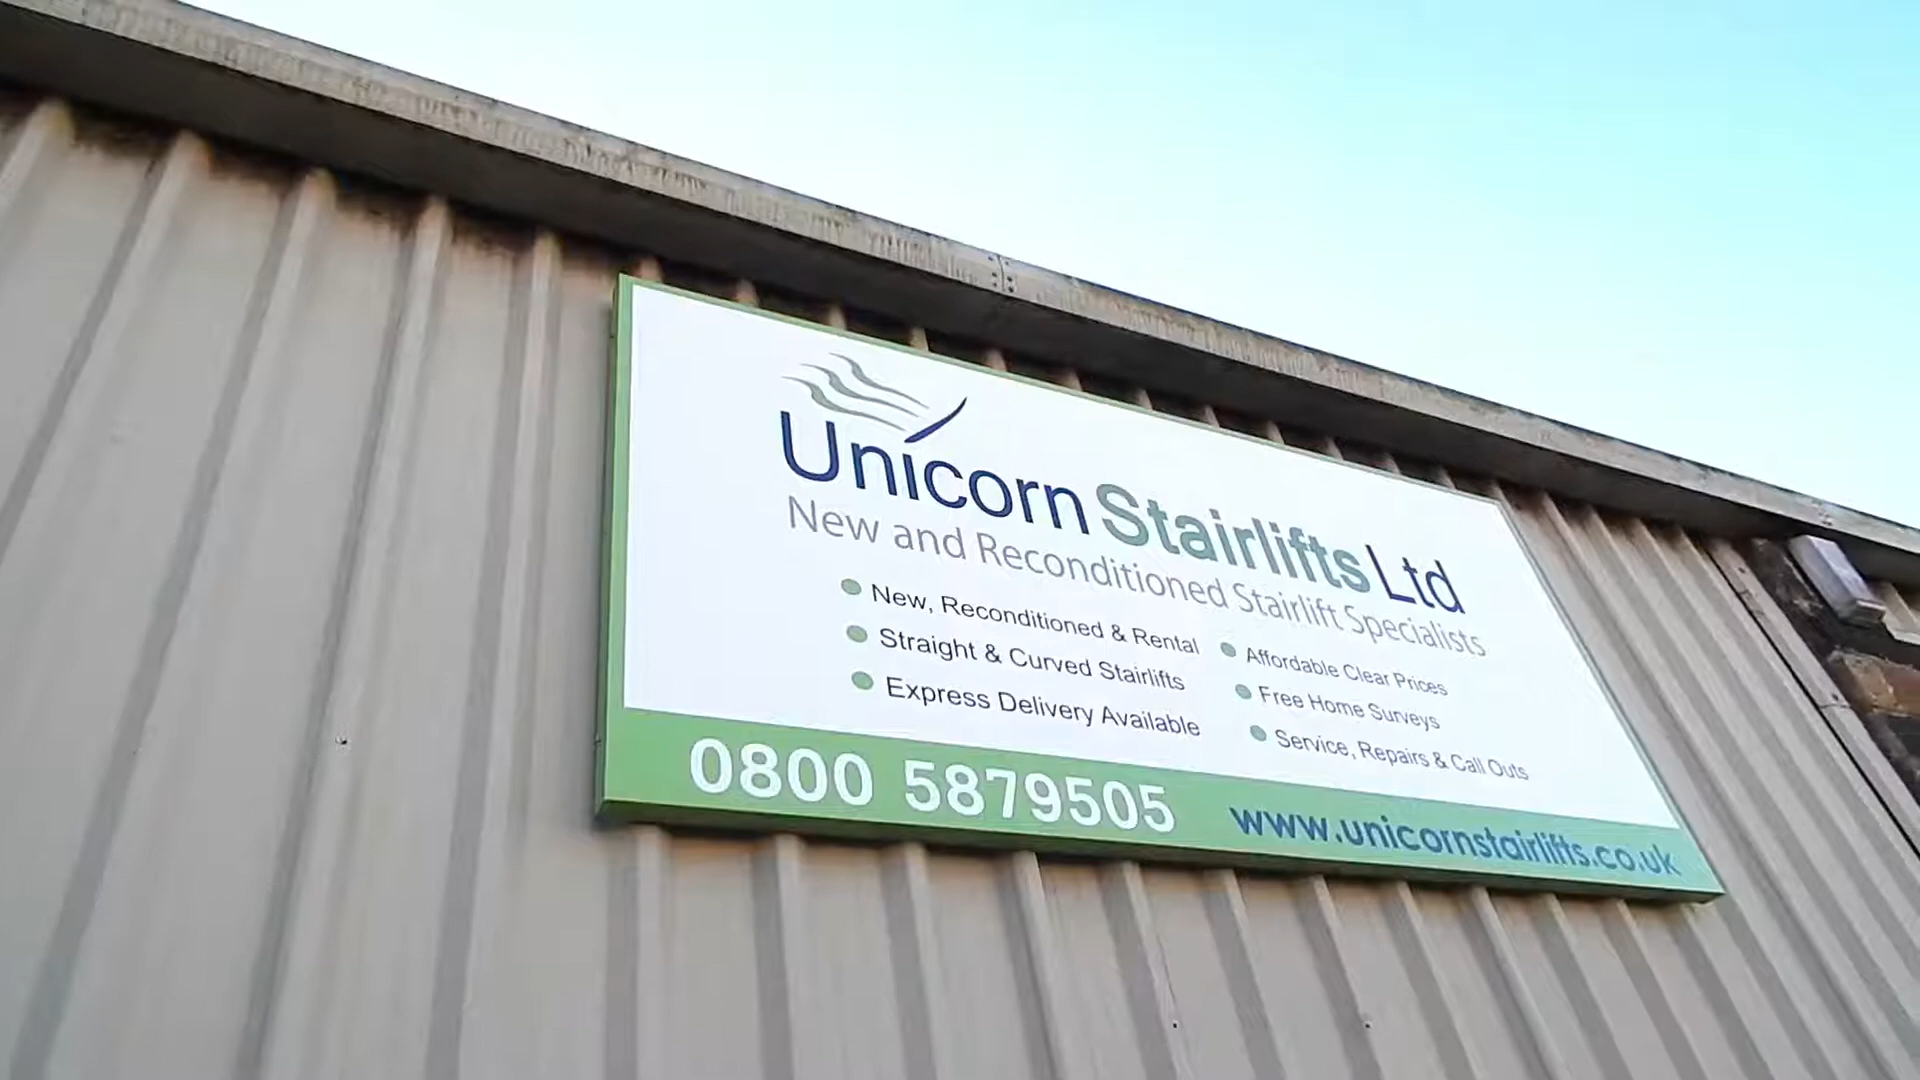 Unicorn Stairlifts Ltd
New and Reconditioned Stairlift Specialists
New, Reconditioned & Rental
Straight & Curved Stairlifts
Express Delivery Available
Affordable Clear Prices
Free Home Surveys
Service, Repairs & Call Outs
0800 5879505
www.unicornstairlifts.co.uk